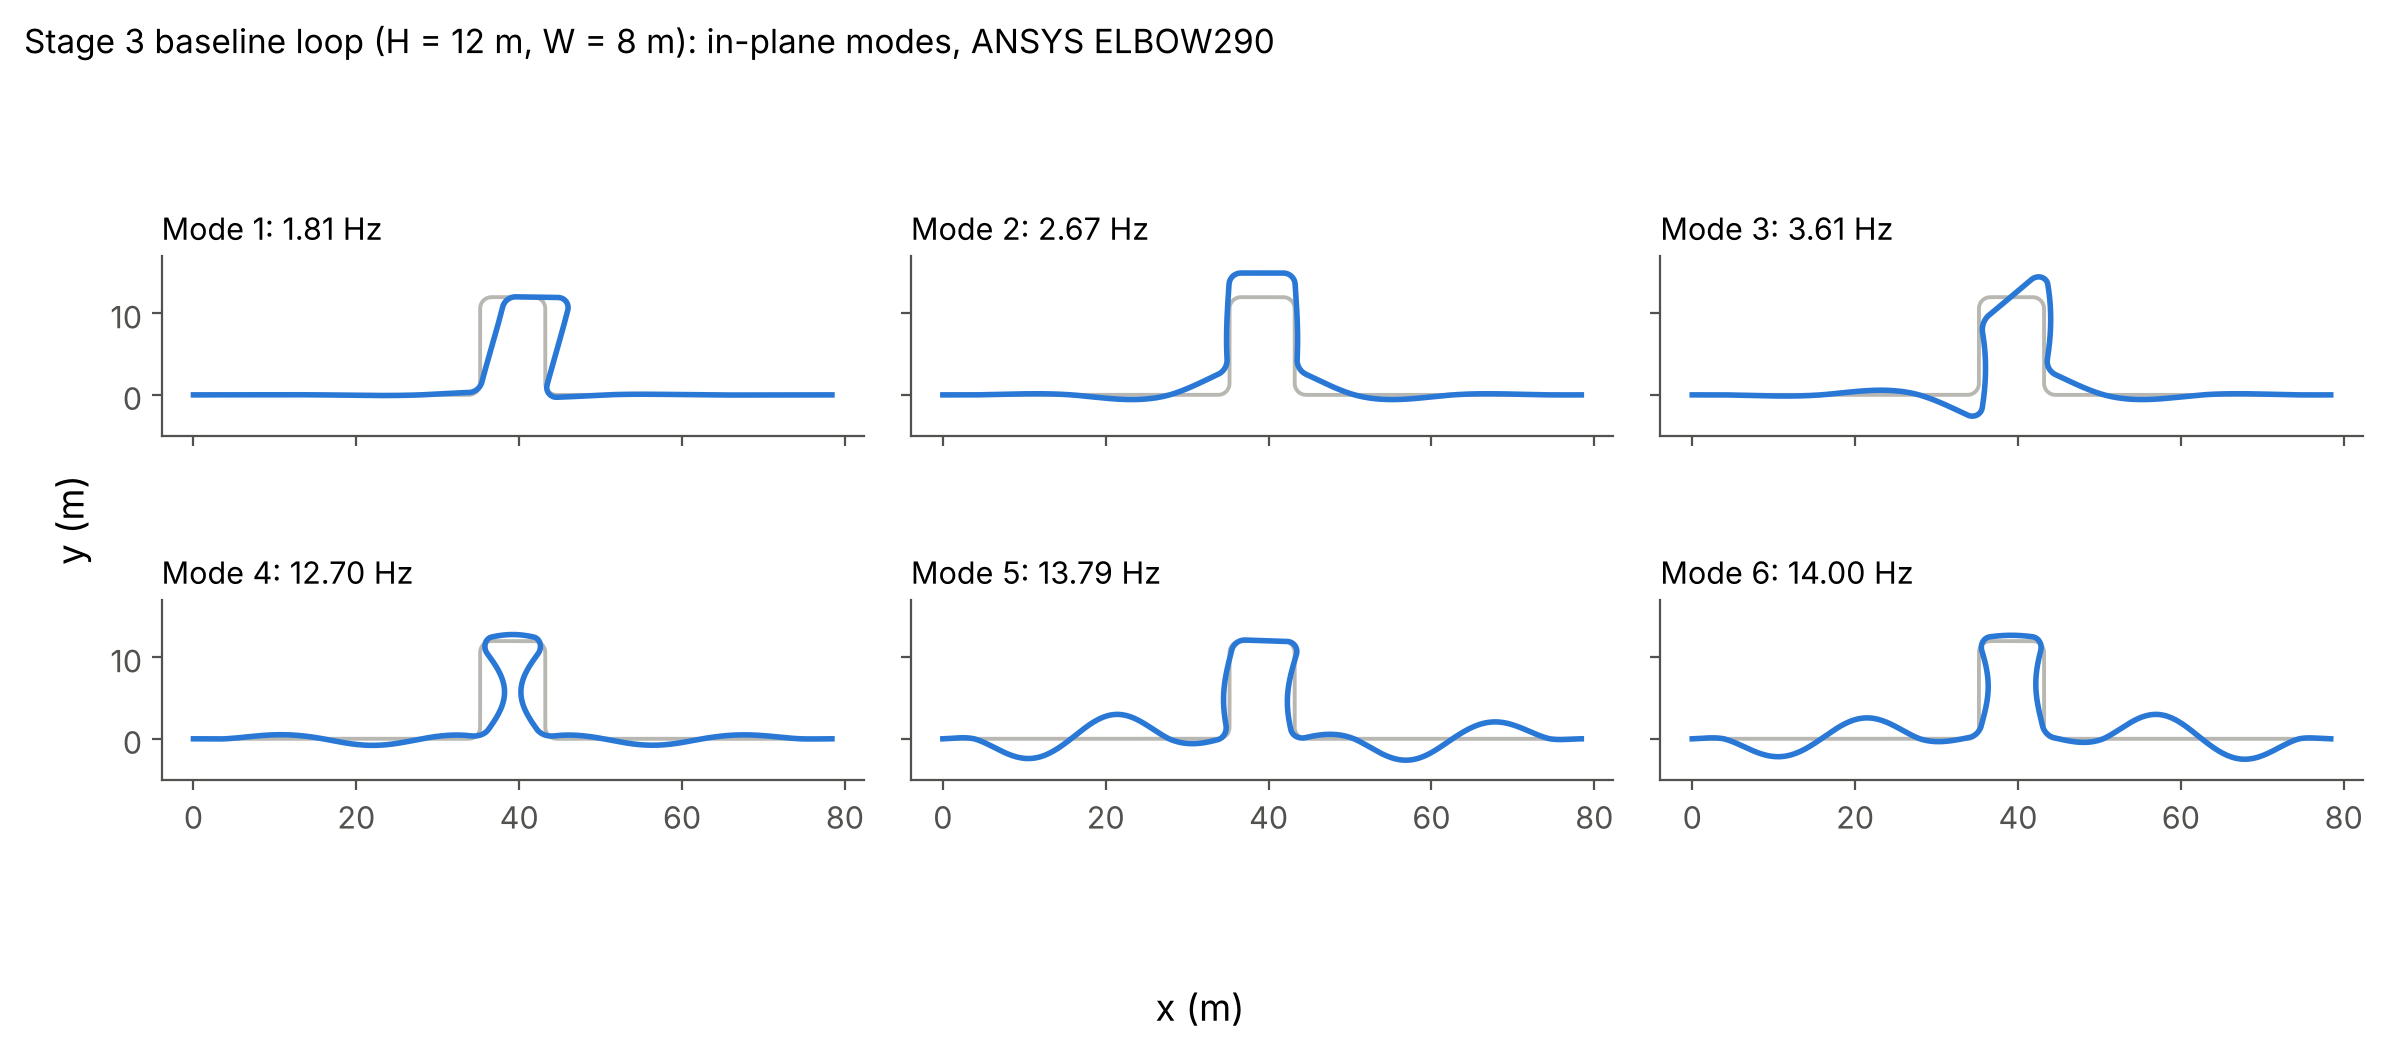 Stage 3 baseline loop (H = 12 m, W = 8 m): in-plane modes, ANSYS ELBOW290
Mode 1: 1.81 Hz
Mode 2: 2.67 Hz
Mode 3: 3.61 Hz
10
0
y (m)
Mode 4: 12.70 Hz
Mode 5: 13.79 Hz
Mode 6: 14.00 Hz
10
0
0 20 40 60 80
0 20 40 60 80
0 20 40 60 80
x (m)